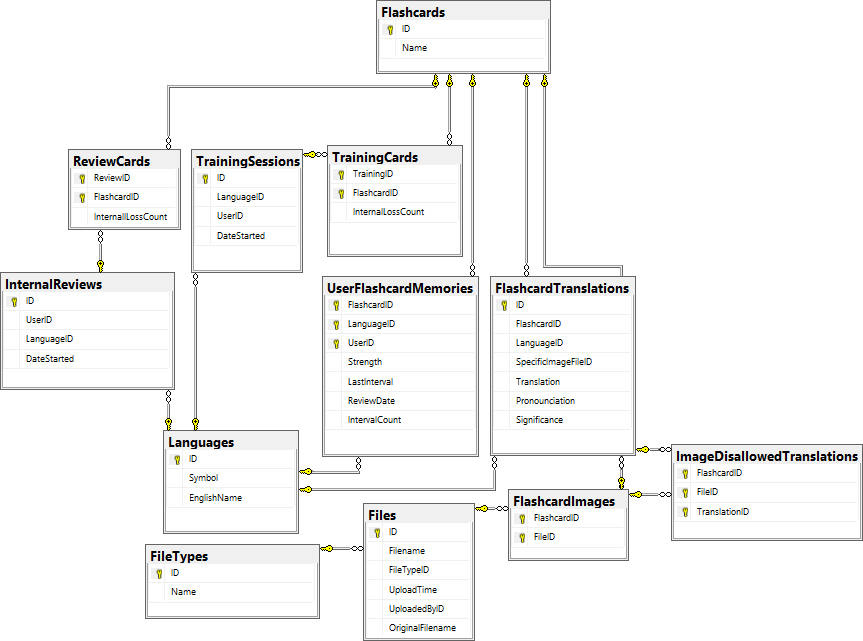 Flashcards
ID
Name
ReviewCards
ReviewID
FlashcardID
InternallLossCount
TrainingSessions
ID
LanguageID
UserID
DateStarted
TrainingCards
TrainingID
FlashcardID
InternalLossCount
InternalReviews
ID
UserID
LanguageID
DateStarted
UserFlashcardMemories
FlashcardID
LanguageID
UserID
Strength
LastInterval
ReviewDate
IntervalCount
FlashcardTranslations
ID
FlashcardID
LanguageID
SpecificImageFileID
Translation
Pronounciation
Significance
Languages
ID
Symbol
EnglishName
ImageDisallowedTranslations
FlashcardID
FileID
TranslationID
FlashcardImages
FlashcardID
FileID
Files
ID
Filename
FileTypeID
UploadTime
UploadedByID
OriginalFilename
FileTypes
ID
Name